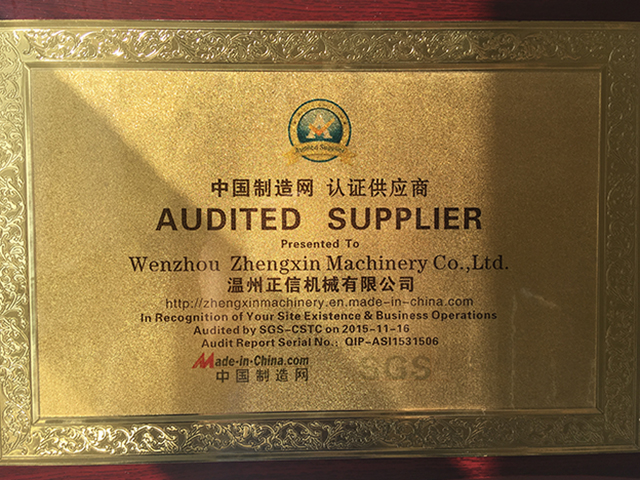 Audited Supplier
中国制造网 认证供应商
AUDITED SUPPLIER
Presented To
Wenzhou Zhengxin Machinery Co.,Ltd.
温州正信机械有限公司
http://zhengxinmachinery.en.made-in-china.com
In Recognition of Your Site Existence & Business Operations
Audited by SGS-CSTC on 2015-11-16
Audit Report Serial No.: QIP-ASI1531506
Made-in-China.com
中国制造网
SGS